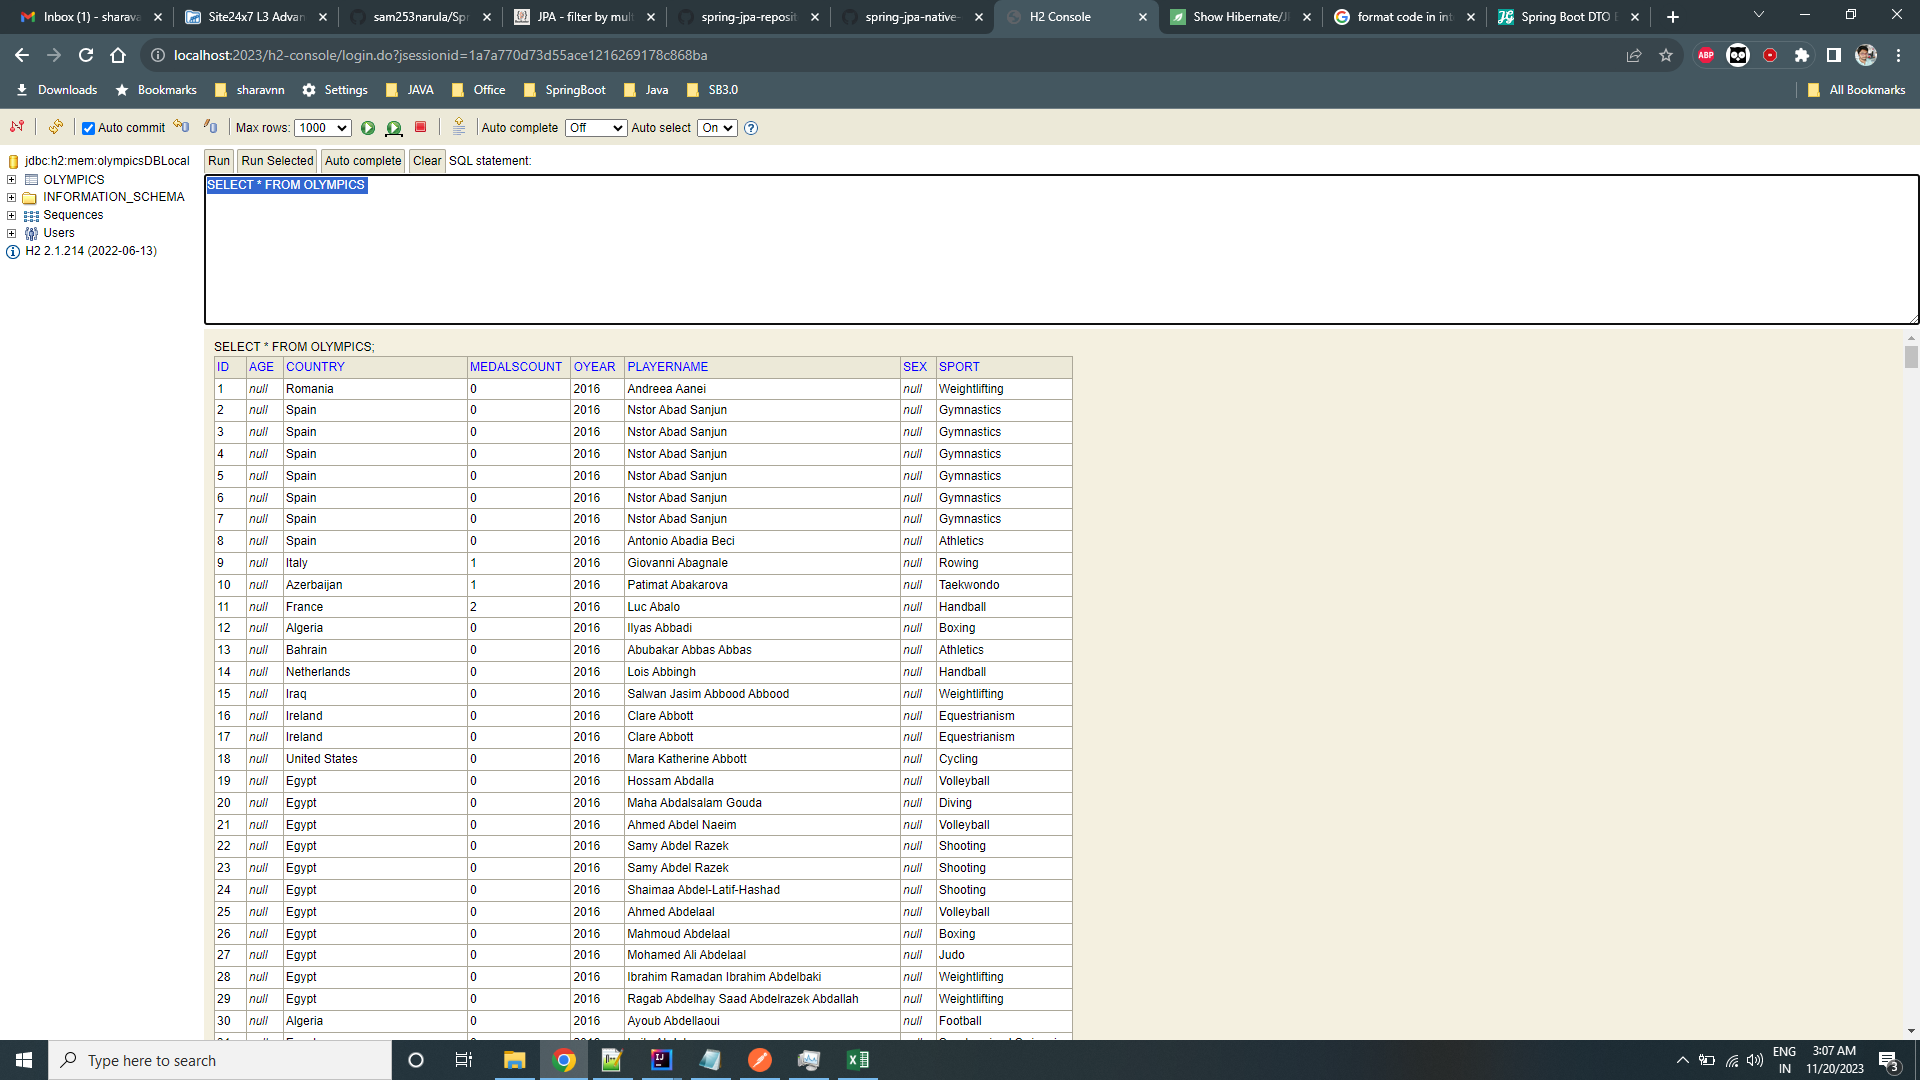 Inbox (1) - sharava
Site24x7 L3 Advan
sam253narula/Spr
JPA - filter by mult
spring-jpa-reposit
spring-jpa-native-
H2 Console
Show Hibernate/J
format code in int
Spring Boot DTO E
localhost:2023/h2-console/login.do?jsessionid=1a7a770d73d55ace1216269178c868ba
ABP
Downloads Bookmarks sharavnn Settings JAVA Office SpringBoot Java SB3.0 All Bookmarks
Auto commit Max rows: 1000 Auto complete Off Auto select On
jdbc:h2:mem:olympicsDBLocal
OLYMPICS
INFORMATION_SCHEMA
Sequences
Users
H2 2.1.214 (2022-06-13)
Run Run Selected Auto complete Clear SQL statement:
SELECT * FROM OLYMPICS
SELECT * FROM OLYMPICS;
ID AGE COUNTRY MEDALSCOUNT OYEAR PLAYERNAME SEX SPORT
1 null Romania 0 2016 Andreea Aanei null Weightlifting
2 null Spain 0 2016 Nstor Abad Sanjun null Gymnastics
3 null Spain 0 2016 Nstor Abad Sanjun null Gymnastics
4 null Spain 0 2016 Nstor Abad Sanjun null Gymnastics
5 null Spain 0 2016 Nstor Abad Sanjun null Gymnastics
6 null Spain 0 2016 Nstor Abad Sanjun null Gymnastics
7 null Spain 0 2016 Nstor Abad Sanjun null Gymnastics
8 null Spain 0 2016 Antonio Abadia Beci null Athletics
9 null Italy 1 2016 Giovanni Abagnale null Rowing
10 null Azerbaijan 1 2016 Patimat Abakarova null Taekwondo
11 null France 2 2016 Luc Abalo null Handball
12 null Algeria 0 2016 Ilyas Abbadi null Boxing
13 null Bahrain 0 2016 Abubakar Abbas Abbas null Athletics
14 null Netherlands 0 2016 Lois Abbingh null Handball
15 null Iraq 0 2016 Salwan Jasim Abbood Abbood null Weightlifting
16 null Ireland 0 2016 Clare Abbott null Equestrianism
17 null Ireland 0 2016 Clare Abbott null Equestrianism
18 null United States 0 2016 Mara Katherine Abbott null Cycling
19 null Egypt 0 2016 Hossam Abdalla null Volleyball
20 null Egypt 0 2016 Maha Abdalsalam Gouda null Diving
21 null Egypt 0 2016 Ahmed Abdel Naeim null Volleyball
22 null Egypt 0 2016 Samy Abdel Razek null Shooting
23 null Egypt 0 2016 Samy Abdel Razek null Shooting
24 null Egypt 0 2016 Shaimaa Abdel-Latif-Hashad null Shooting
25 null Egypt 0 2016 Ahmed Abdelaal null Volleyball
26 null Egypt 0 2016 Mahmoud Abdelaal null Boxing
27 null Egypt 0 2016 Mohamed Ali Abdelaal null Judo
28 null Egypt 0 2016 Ibrahim Ramadan Ibrahim Abdelbaki null Weightlifting
29 null Egypt 0 2016 Ragab Abdelhay Saad Abdelrazek Abdallah null Weightlifting
30 null Algeria 0 2016 Ayoub Abdellaoui null Football
Type here to search
ENG
IN
3:07 AM
11/20/2023
3